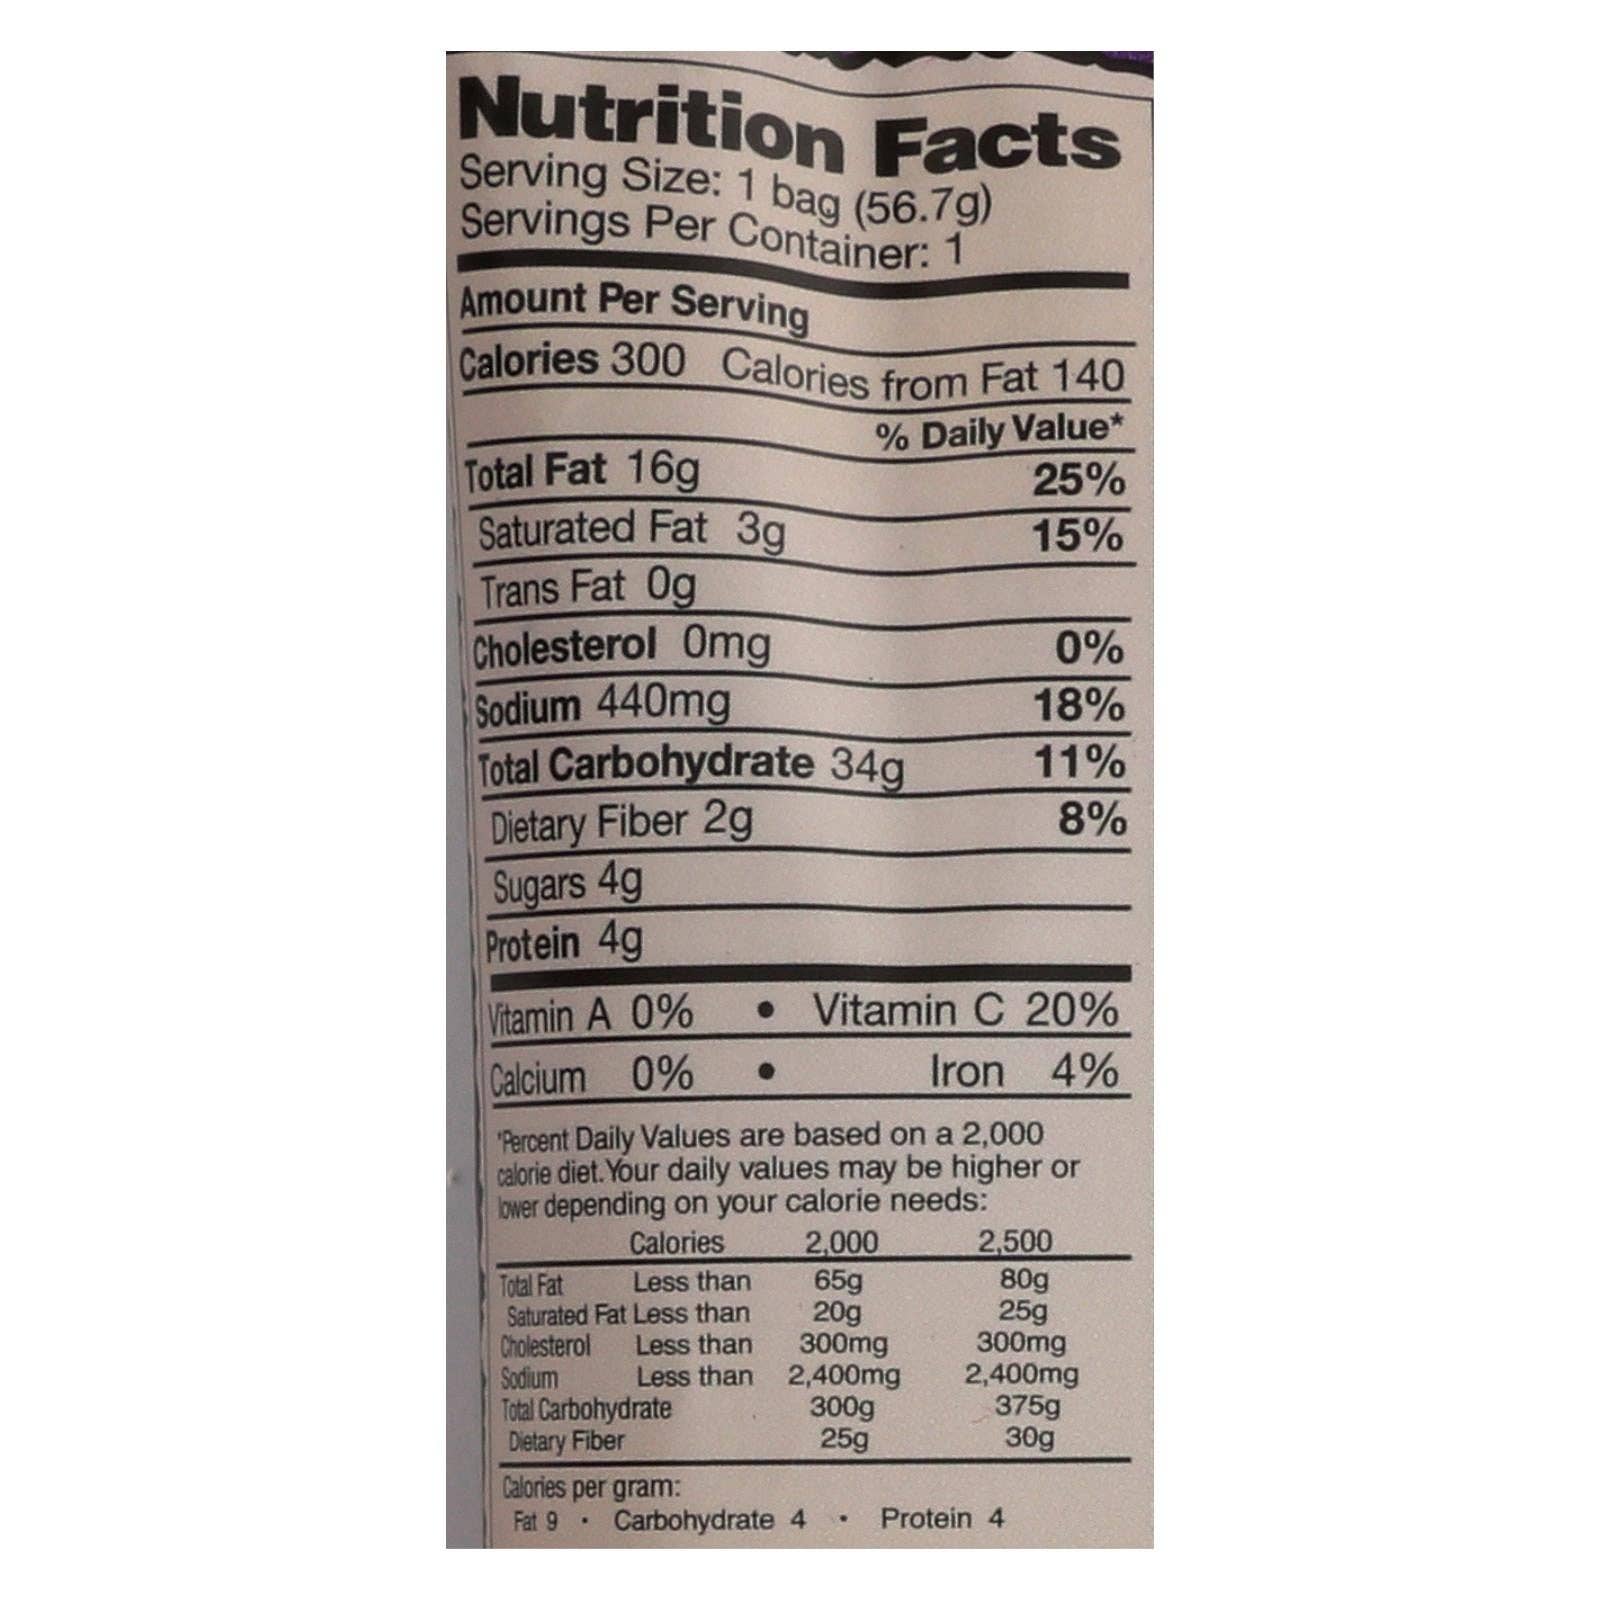 Nutrition Facts
Serving Size: 1 bag (56.7g)
Servings Per Container: 1
Amount Per Serving
Calories 300 Calories from Fat 140
% Daily Value*
Total Fat 16g 25%
Saturated Fat 3g 15%
Trans Fat 0g
Cholesterol 0mg 0%
Sodium 440mg 18%
Total Carbohydrate 34g 11%
Dietary Fiber 2g 8%
Sugars 4g
Protein 4g
Vitamin A 0% • Vitamin C 20%
Calcium 0% • Iron 4%
*Percent Daily Values are based on a 2,000
calorie diet. Your daily values may be higher or
lower depending on your calorie needs:
Calories 2,000 2,500
Total Fat Less than 65g 80g
Saturated Fat Less than 20g 25g
Cholesterol Less than 300mg 300mg
Sodium Less than 2,400mg 2,400mg
Total Carbohydrate 300g 375g
Dietary Fiber 25g 30g
Calories per gram:
Fat 9 • Carbohydrate 4 • Protein 4